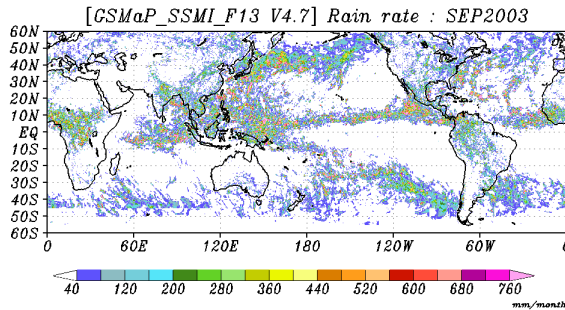 [GSMaP_SSMI_F13 V4.7] Rain rate : SEP2003
60N
50N
40N
30N
20N
10N
EQ
10S
20S
30S
40S
50S
60S
0 60E 120E 180 120W 60W 0
40 120 200 280 360 440 520 600 680 760
mm/month